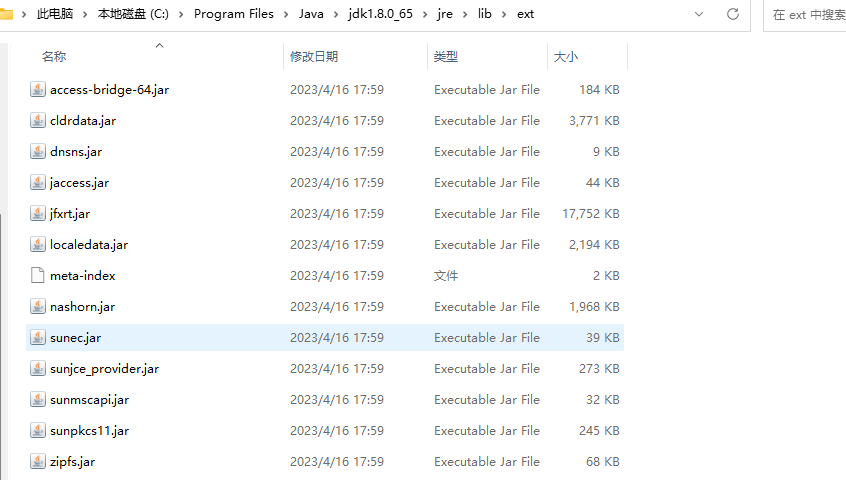 此电脑 > 本地磁盘 (C:) > Program Files > Java > jdk1.8.0_65 > jre > lib > ext 在 ext 中搜索
名称 修改日期 类型 大小
access-bridge-64.jar 2023/4/16 17:59 Executable Jar File 184 KB
cldrdata.jar 2023/4/16 17:59 Executable Jar File 3,771 KB
dnsns.jar 2023/4/16 17:59 Executable Jar File 9 KB
jaccess.jar 2023/4/16 17:59 Executable Jar File 44 KB
jfxrt.jar 2023/4/16 17:59 Executable Jar File 17,752 KB
localedata.jar 2023/4/16 17:59 Executable Jar File 2,194 KB
meta-index 2023/4/16 17:59 文件 2 KB
nashorn.jar 2023/4/16 17:59 Executable Jar File 1,968 KB
sunec.jar 2023/4/16 17:59 Executable Jar File 39 KB
sunjce_provider.jar 2023/4/16 17:59 Executable Jar File 273 KB
sunmscapi.jar 2023/4/16 17:59 Executable Jar File 32 KB
sunpkcs11.jar 2023/4/16 17:59 Executable Jar File 245 KB
zipfs.jar 2023/4/16 17:59 Executable Jar File 68 KB